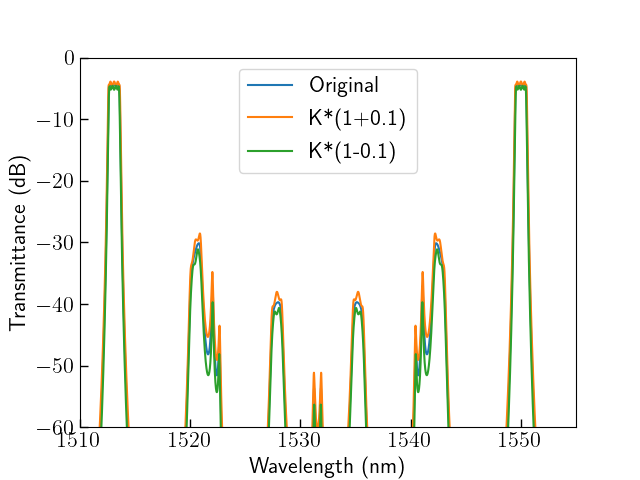 0
−10
−20
−30
−40
−50
−60
Transmittance (dB)
Original
K*(1+0.1)
K*(1-0.1)
1510
1520
1530
1540
1550
Wavelength (nm)